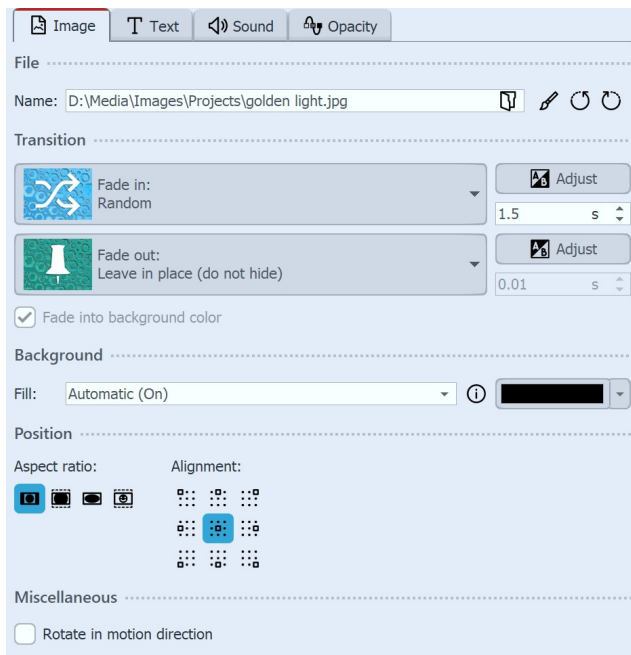 Image Text Sound Opacity
File
Name: D:\Media\Images\Projects\golden light.jpg
Transition
Fade in:
Random
A B Adjust
1.5 s
Fade out:
Leave in place (do not hide)
A B Adjust
0.01 s
Fade into background color
Background
Fill: Automatic (On)
Position
Aspect ratio: Alignment:
Miscellaneous
Rotate in motion direction